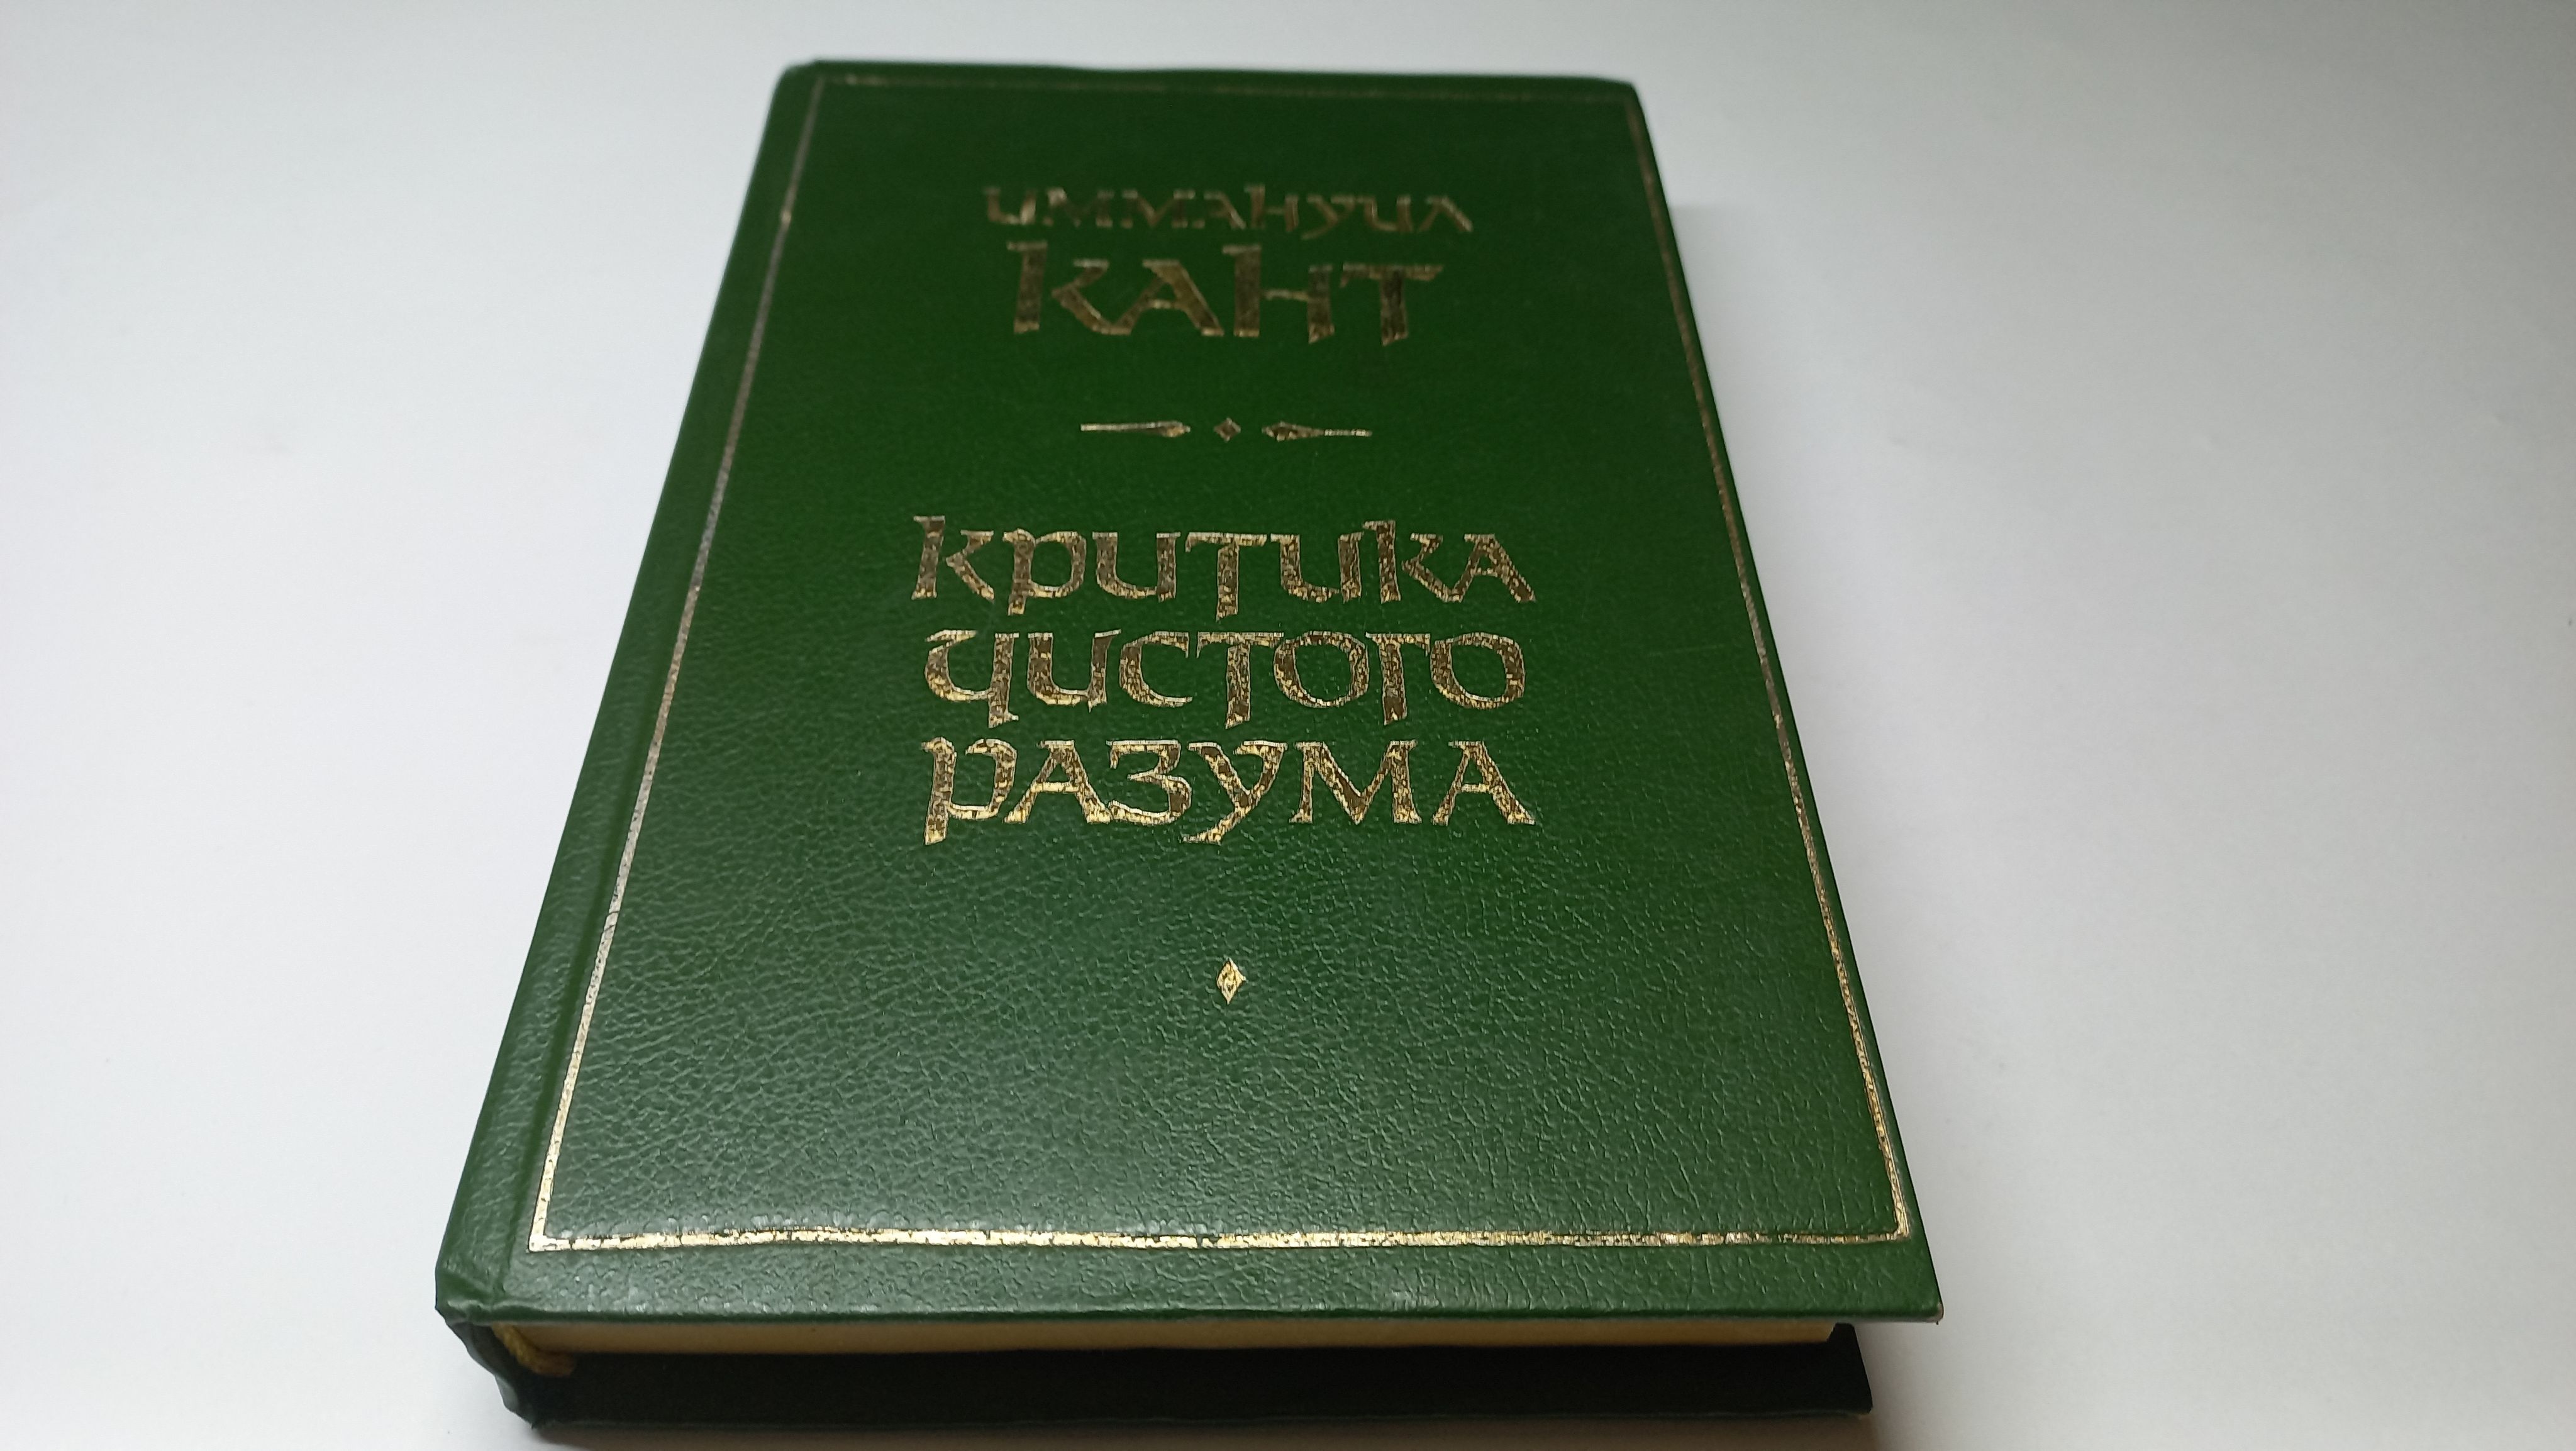 Иммануил
Кант
Критика
чистого
разума